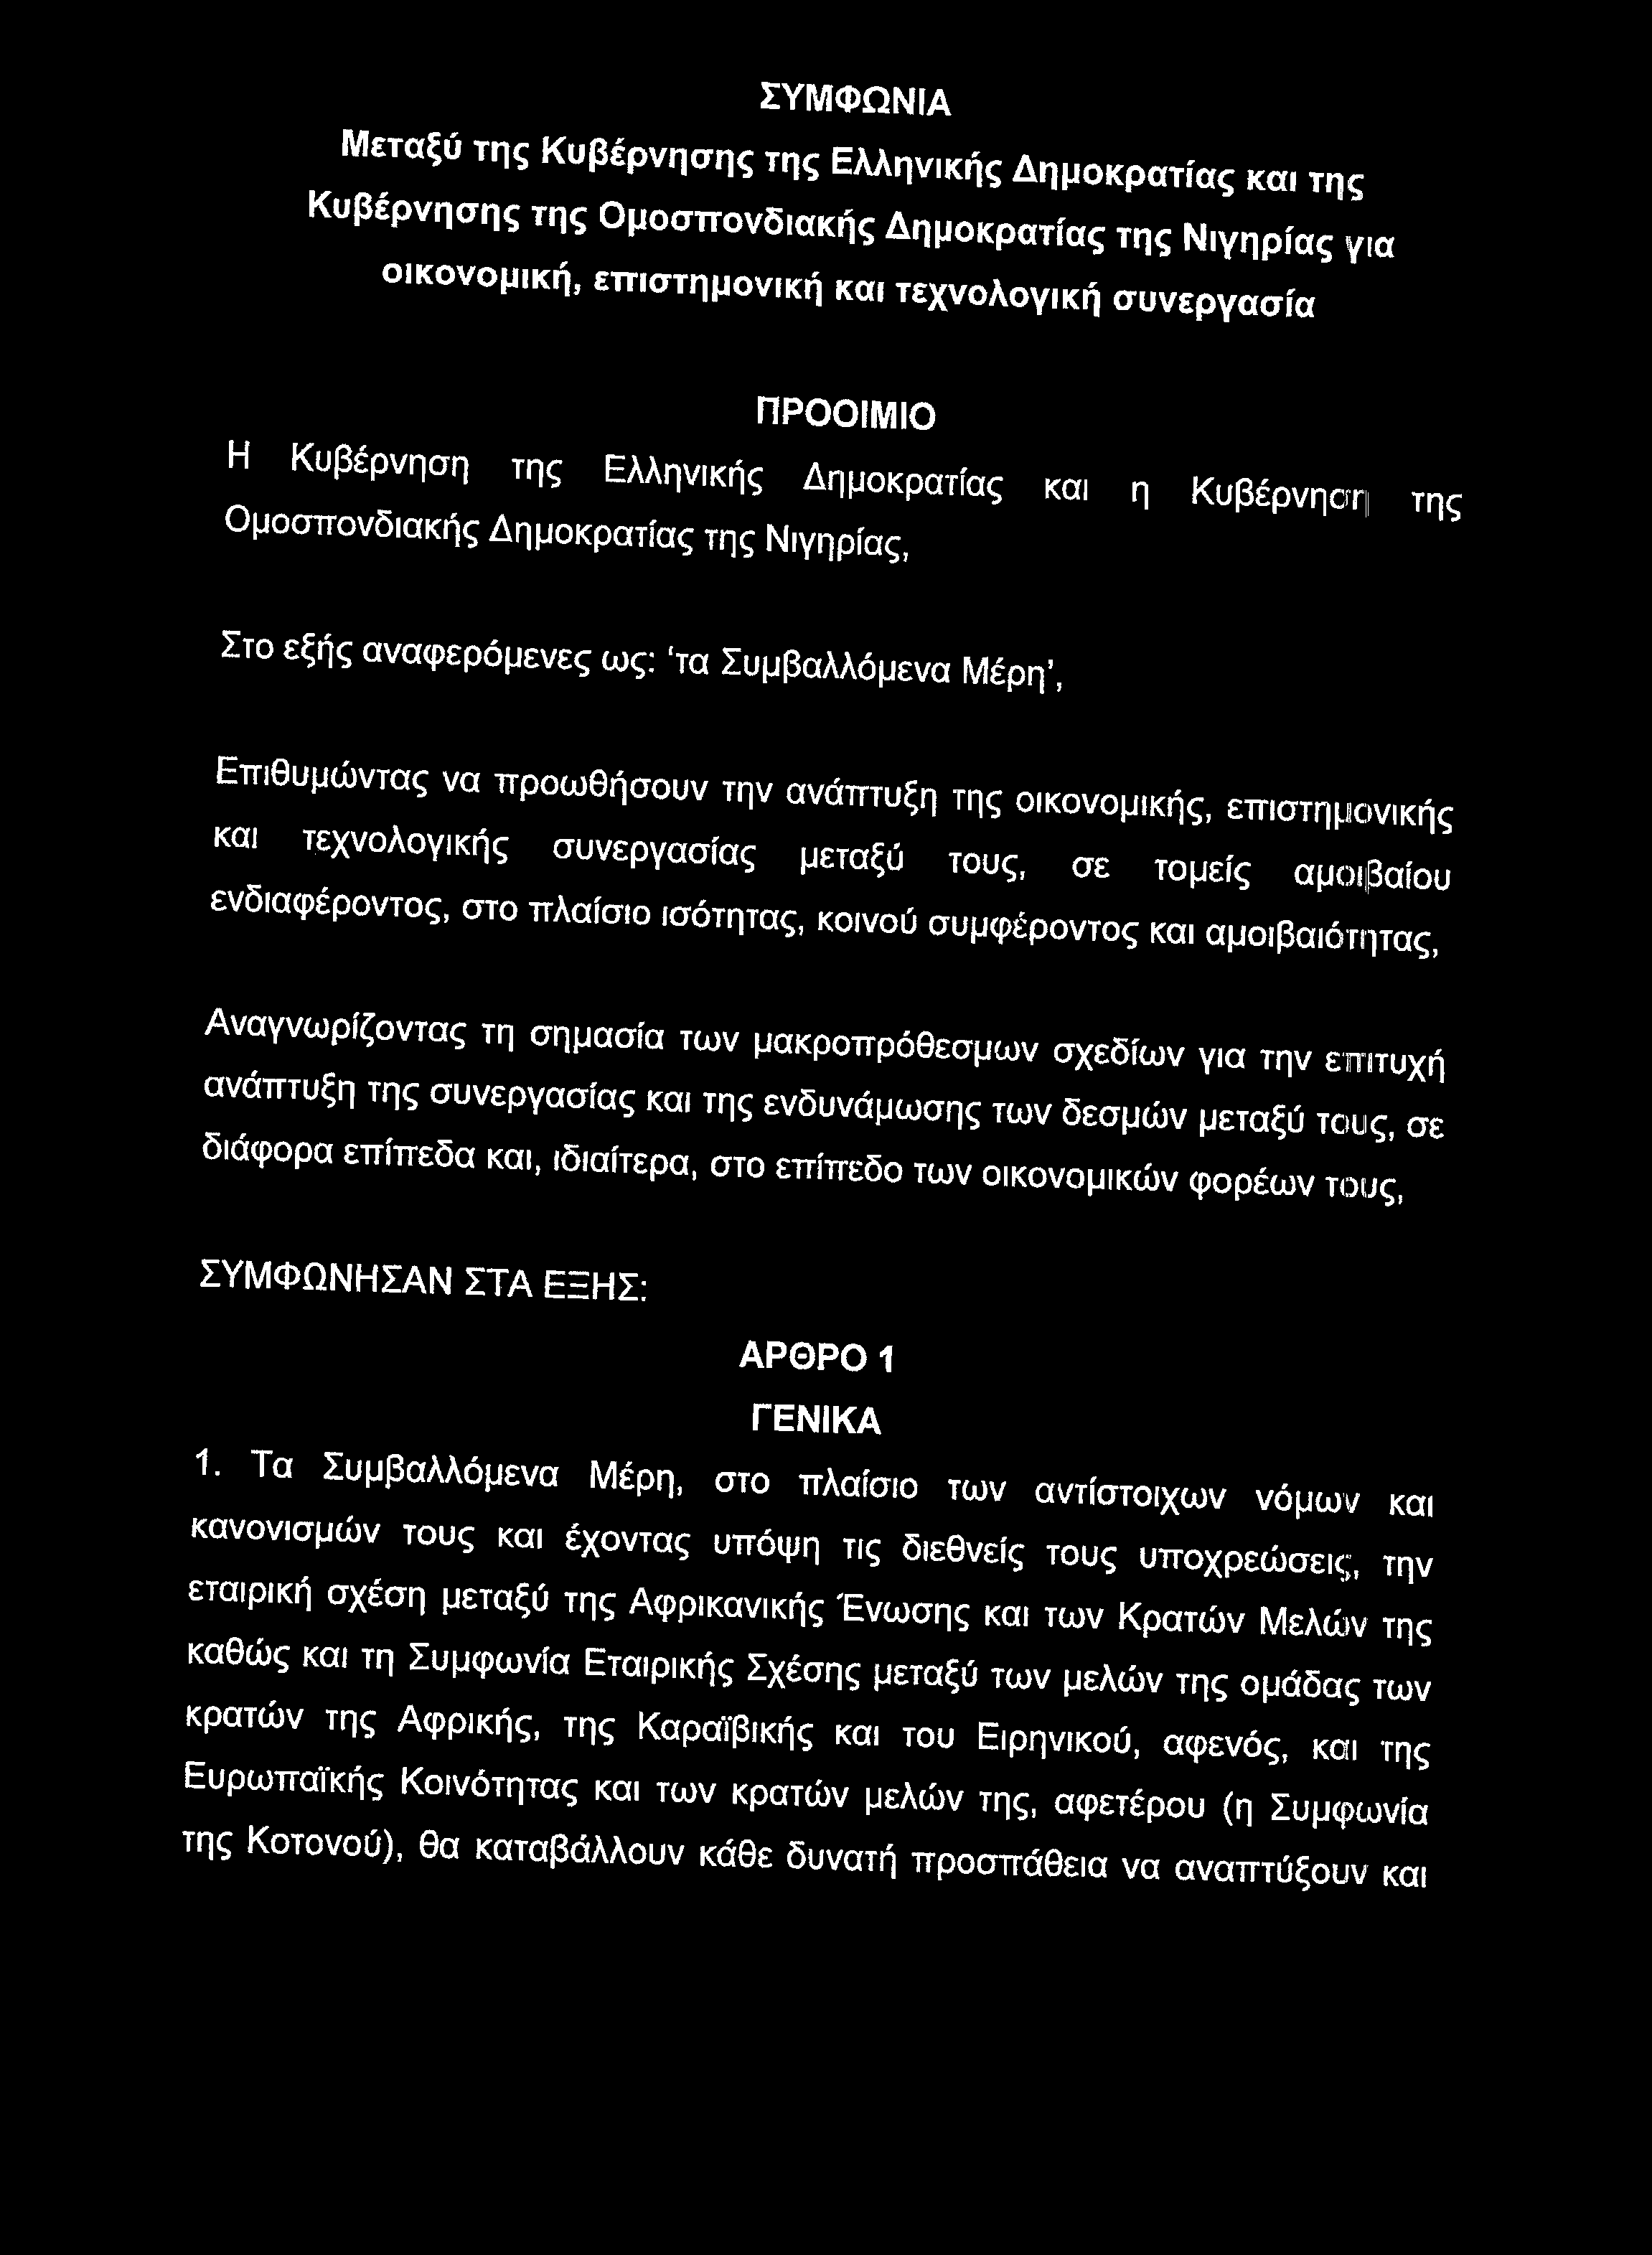 ΣΥΜΦΩΝΙΑ
Μεταξύ της Κυβέρνησης της Ελληνικής Δημοκρατίας και της
Κυβέρνησης της Ομοσπονδιακής Δημοκρατίας της Νιγηρίας για
οικονομική, επιστημονική και τεχνολογική συνεργασία
ΠΡΟΟΙΜΙΟ
Η Κυβέρνηση της Ελληνικής Δημοκρατίας και η Κυβέρνηση της
Ομοσπονδιακής Δημοκρατίας της Νιγηρίας,
Στο εξής αναφερόμενες ως: ‘τα Συμβαλλόμενα Μέρη’,
Επιθυμώντας να προωθήσουν την ανάπτυξη της οικονομικής, επιστημονικής
και τεχνολογικής συνεργασίας μεταξύ τους, σε τομείς αμοιβαίου
ενδιαφέροντος, στο πλαίσιο ισότητας, κοινού συμφέροντος και αμοιβαιότητας,
Αναγνωρίζοντας τη σημασία των μακροπρόθεσμων σχεδίων για την επιτυχή
ανάπτυξη της συνεργασίας και της ενδυνάμωσης των δεσμών μεταξύ τους, σε
διάφορα επίπεδα και, ιδιαίτερα, στο επίπεδο των οικονομικών φορέων τους,
ΣΥΜΦΩΝΗΣΑΝ ΣΤΑ ΕΞΗΣ:
ΑΡΘΡΟ 1
ΓΕΝΙΚΑ
1. Τα Συμβαλλόμενα Μέρη, στο πλαίσιο των αντίστοιχων νόμων και
κανονισμών τους και έχοντας υπόψη τις διεθνείς τους υποχρεώσεις, την
εταιρική σχέση μεταξύ της Αφρικανικής Ένωσης και των Κρατών Μελών της
καθώς και τη Συμφωνία Εταιρικής Σχέσης μεταξύ των μελών της ομάδας των
κρατών της Αφρικής, της Καραϊβικής και του Ειρηνικού, αφενός, και της
Ευρωπαϊκής Κοινότητας και των κρατών μελών της, αφετέρου (η Συμφωνία
της Κοτονού), θα καταβάλλουν κάθε δυνατή προσπάθεια να αναπτύξουν και